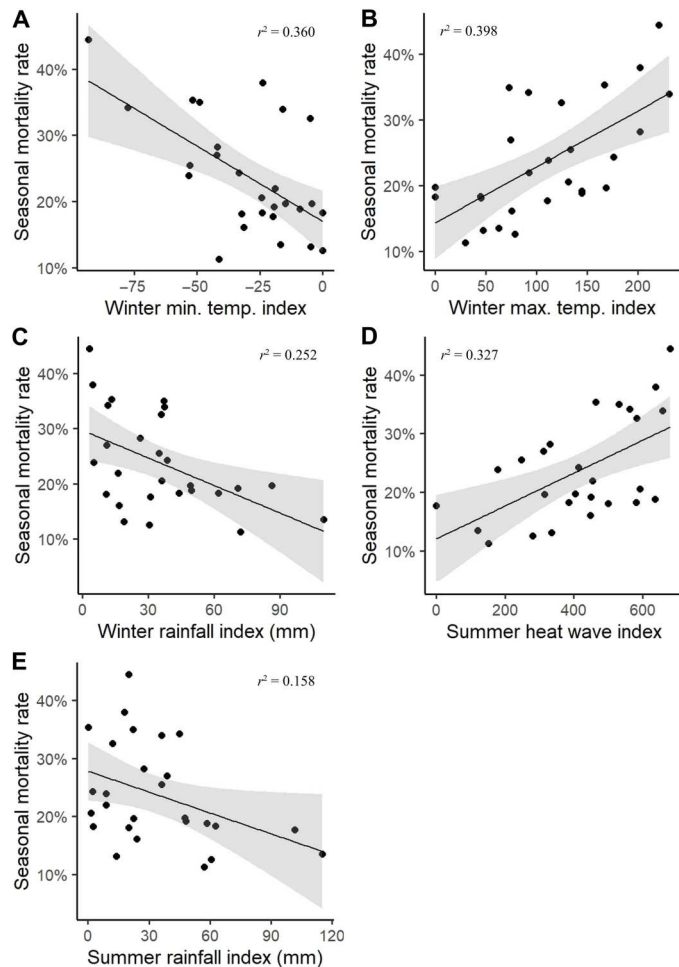 A
r² = 0.360
Seasonal mortality rate
40%
30%
20%
10%
−75
−50
−25
0
Winter min. temp. index
B
r² = 0.398
Seasonal mortality rate
40%
30%
20%
10%
0
50
100
150
200
Winter max. temp. index
C
r² = 0.252
Seasonal mortality rate
40%
30%
20%
10%
0
30
60
90
Winter rainfall index (mm)
D
r² = 0.327
Seasonal mortality rate
40%
30%
20%
10%
0
200
400
600
Summer heat wave index
E
r² = 0.158
Seasonal mortality rate
40%
30%
20%
10%
0
30
60
90
120
Summer rainfall index (mm)